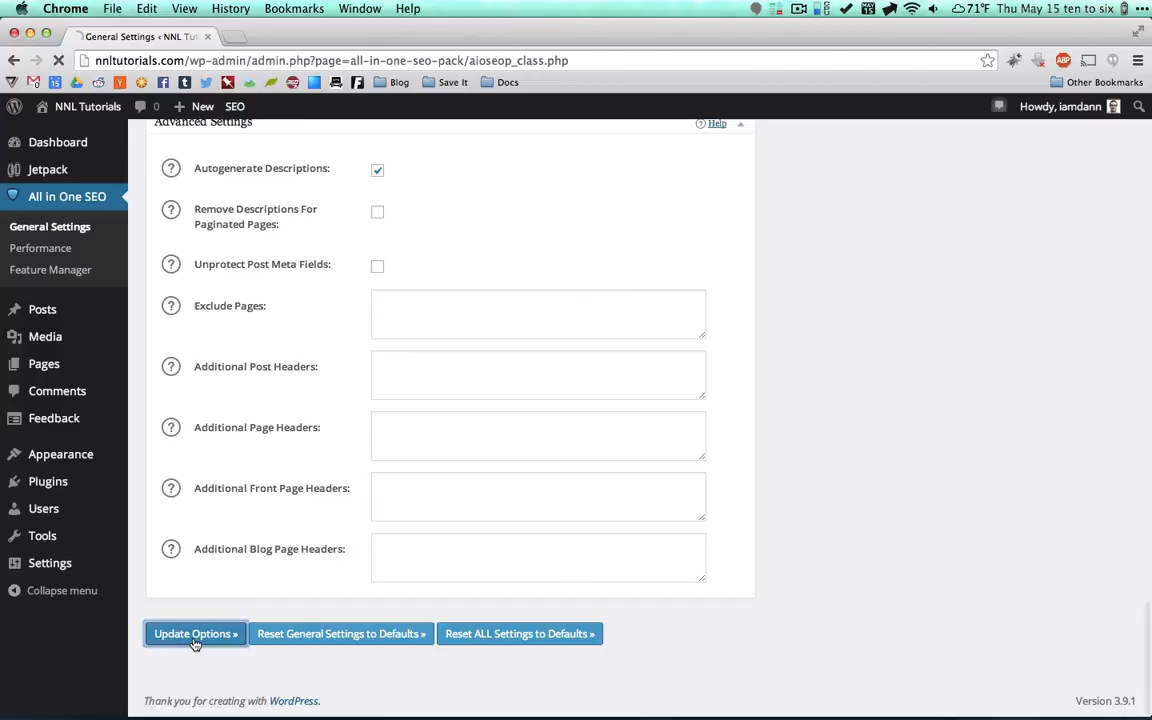 Chrome File Edit View History Bookmarks Window Help 71°F Thu May 15 ten to six
General Settings ‹ NNL Tut
nnltutorials.com/wp-admin/admin.php?page=all-in-one-seo-pack/aioseop_class.php
Blog Save It Docs Other Bookmarks
NNL Tutorials 0 New SEO Howdy, iamdann
Dashboard
Jetpack
All in One SEO
General Settings
Performance
Feature Manager
Posts
Media
Pages
Comments
Feedback
Appearance
Plugins
Users
Tools
Settings
Collapse menu
Advanced Settings Help
Autogenerate Descriptions:
Remove Descriptions For
Paginated Pages:
Unprotect Post Meta Fields:
Exclude Pages:
Additional Post Headers:
Additional Page Headers:
Additional Front Page Headers:
Additional Blog Page Headers:
Update Options » Reset General Settings to Defaults » Reset ALL Settings to Defaults »
Thank you for creating with WordPress. Version 3.9.1